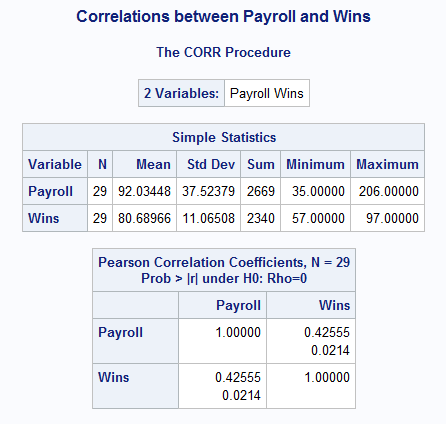 Correlations between Payroll and Wins
The CORR Procedure
2 Variables: Payroll Wins
Simple Statistics
Variable N Mean Std Dev Sum Minimum Maximum
Payroll 29 92.03448 37.52379 2669 35.00000 206.00000
Wins 29 80.68966 11.06508 2340 57.00000 97.00000
Pearson Correlation Coefficients, N = 29
Prob > |r| under H0: Rho=0
Payroll Wins
Payroll 1.00000 0.42555
0.0214
Wins 0.42555 1.00000
0.0214